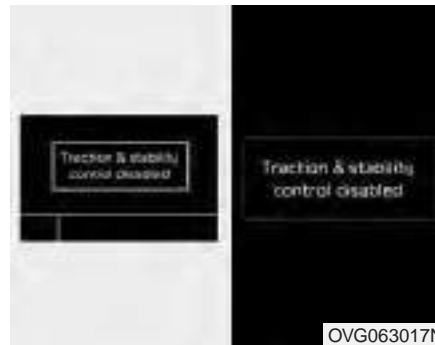 Traction & stability
control disabled
Traction & stability
control disabled
OVG063017N